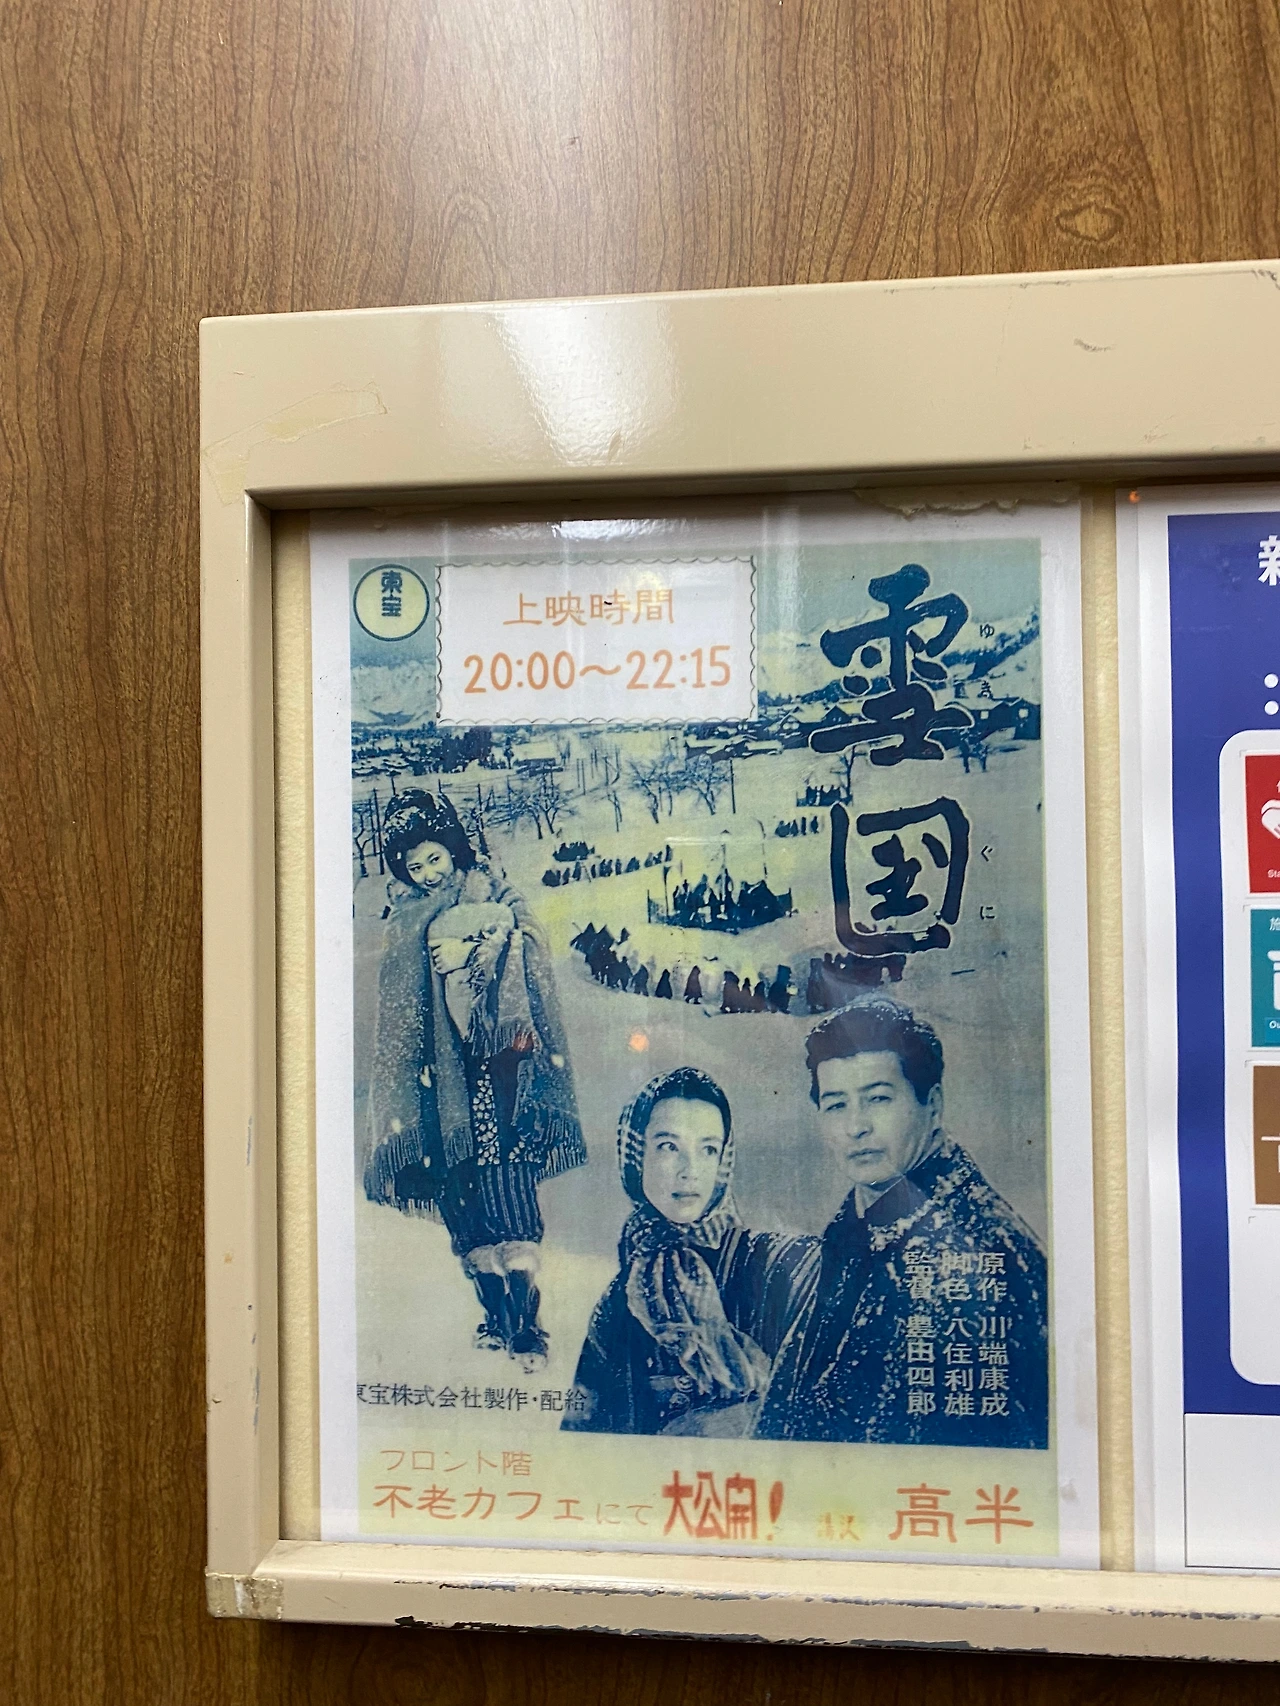 東宝
上映時間
20:00～22:15
雪国
ゆきぐに
原作 川端康成
脚色 八住利雄
監督 豊田四郎
東宝株式会社製作・配給
フロント階
不老カフェにて 大公開！ 湯沢 高半
新